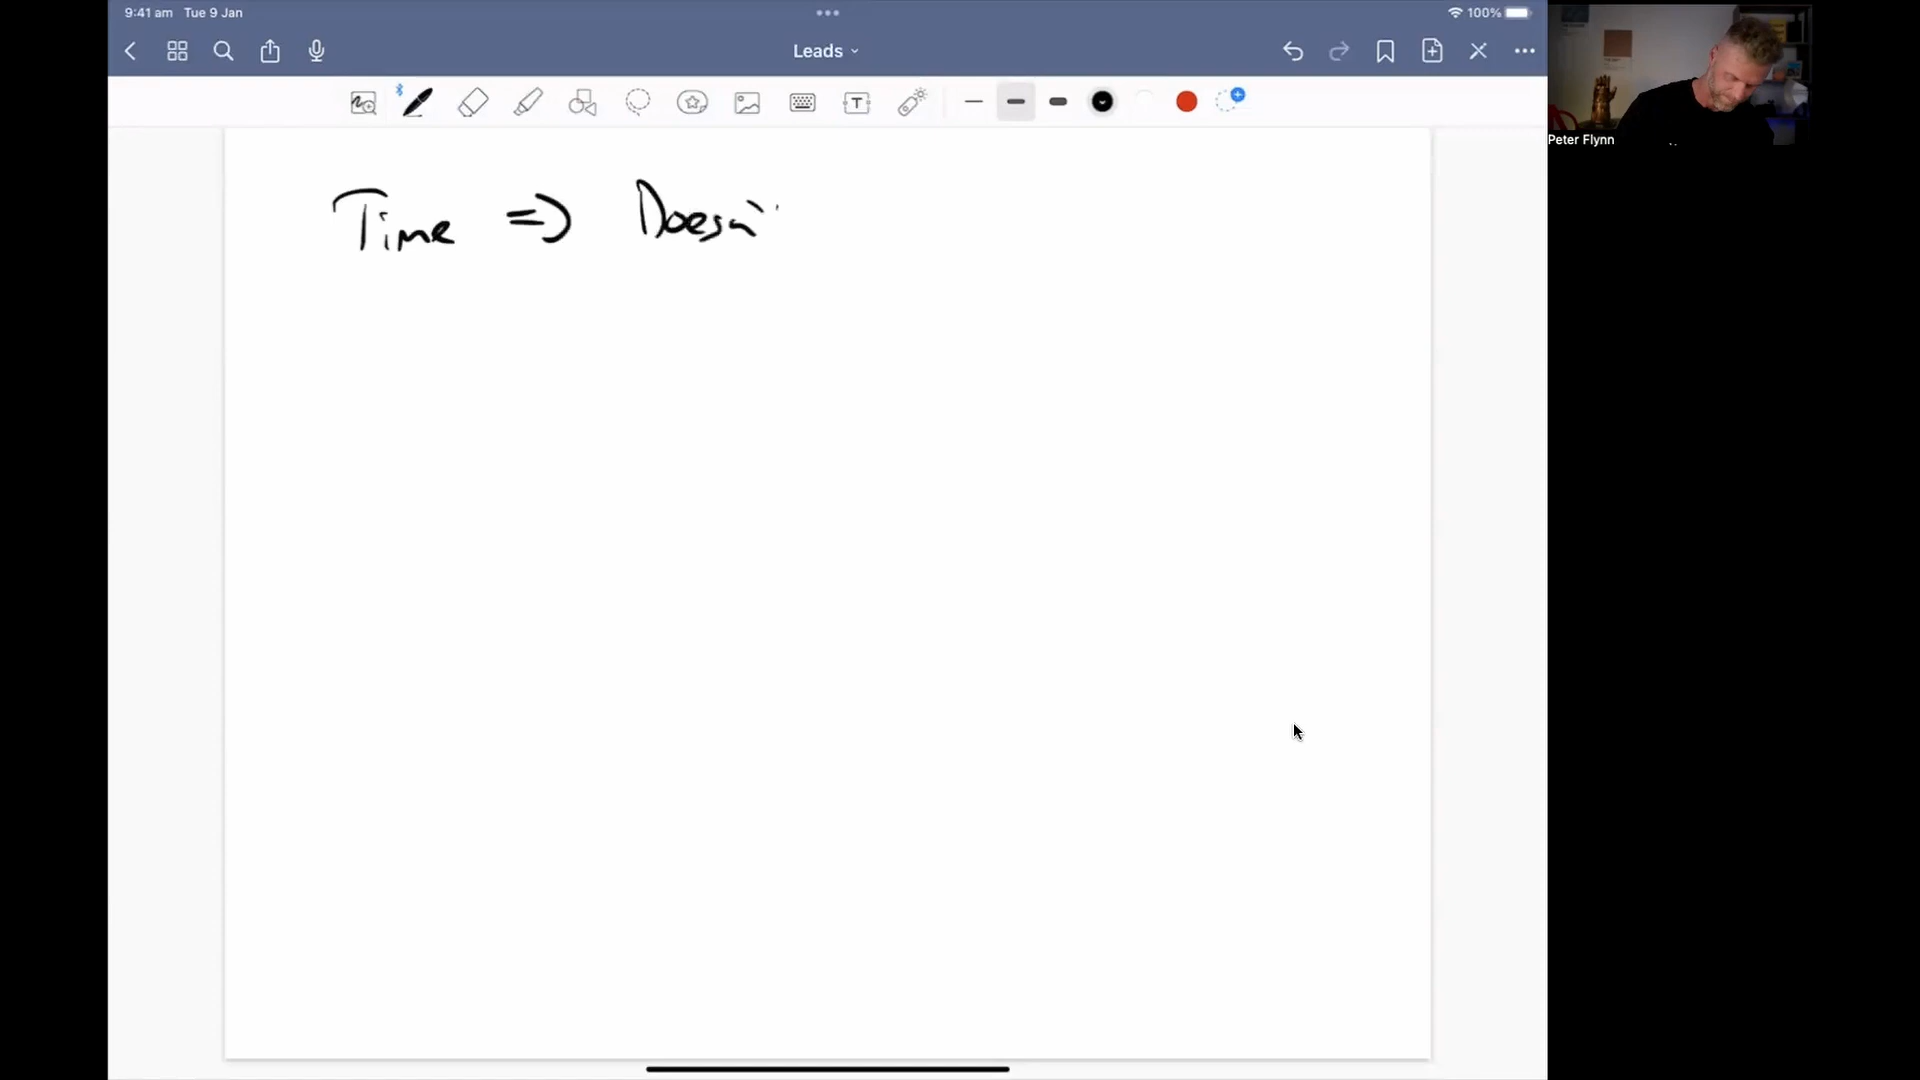 9:41 am Tue 9 Jan 100%
Leads
T
Peter Flynn
Time => Doesn'